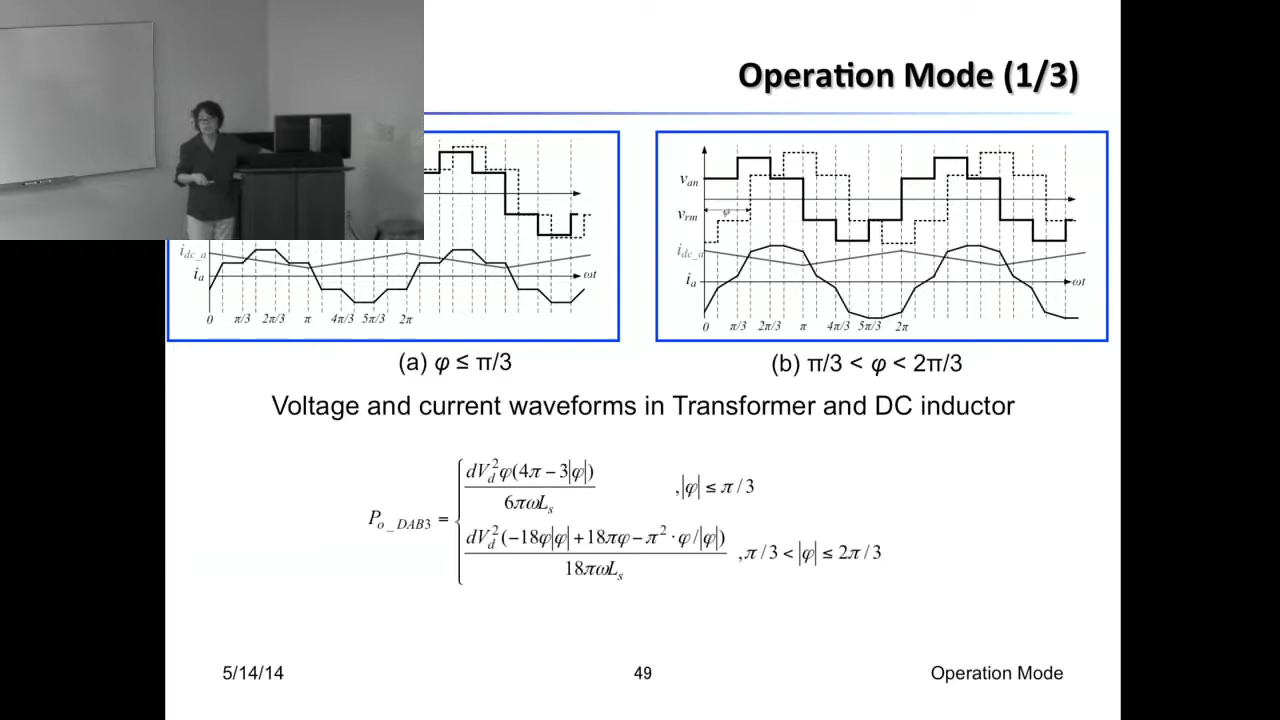 Operation Mode (1/3)
i_dc_a
i_a
ωt
0 π/3 2π/3 π 4π/3 5π/3 2π
v_an
v_rm
φ
i_dc_a
i_a
ωt
0 π/3 2π/3 π 4π/3 5π/3 2π
(a) φ ≤ π/3
(b) π/3 < φ < 2π/3
Voltage and current waveforms in Transformer and DC inductor
P_{o_DAB3} = { dV_d^2 φ(4π − 3|φ|) / 6πωL_s , |φ| ≤ π / 3
dV_d^2 (−18φ|φ| + 18πφ − π^2 · φ/|φ|) / 18πωL_s , π / 3 < |φ| ≤ 2π / 3
5/14/14
49
Operation Mode